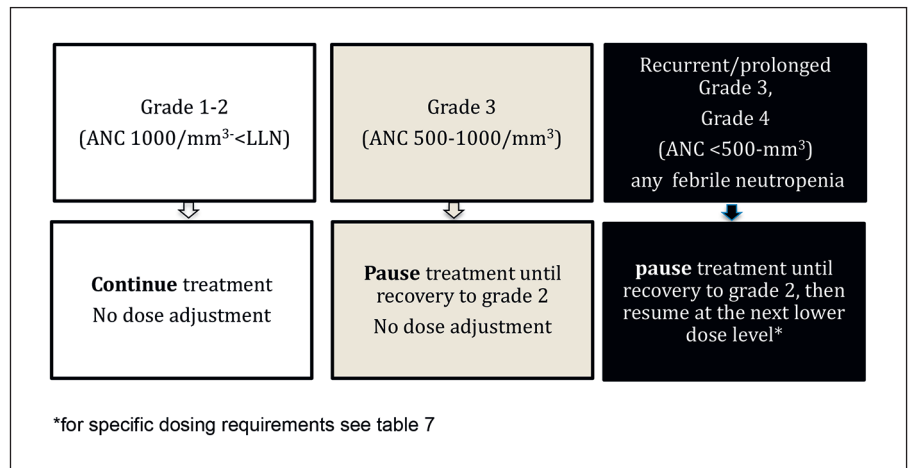 Grade 1-2
(ANC 1000/mm³⁻<LLN)
Grade 3
(ANC 500-1000/mm³)
Recurrent/prolonged
Grade 3,
Grade 4
(ANC <500-mm³)
any febrile neutropenia
Continue treatment
No dose adjustment
Pause treatment until
recovery to grade 2
No dose adjustment
pause treatment until
recovery to grade 2, then
resume at the next lower
dose level*
*for specific dosing requirements see table 7